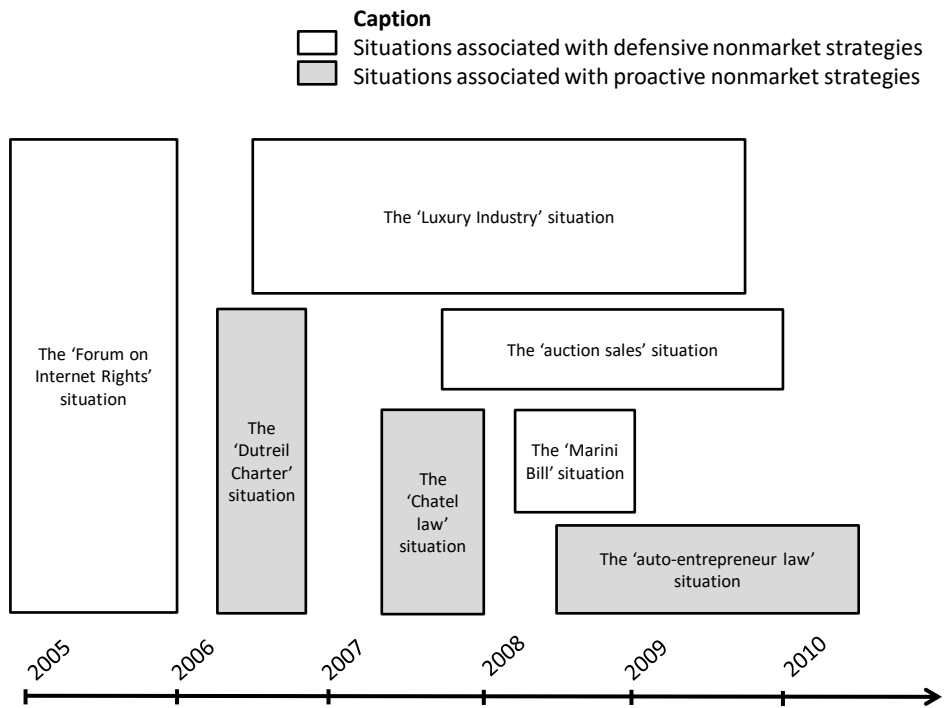 Caption
Situations associated with defensive nonmarket strategies
Situations associated with proactive nonmarket strategies
The ‘Luxury Industry’ situation
The ‘Forum on
Internet Rights’
situation
The ‘auction sales’ situation
The
‘Dutreil
Charter’
situation
The
‘Chatel
law’
situation
The ‘Marini
Bill’ situation
The ‘auto-entrepreneur law’
situation
2005
2006
2007
2008
2009
2010